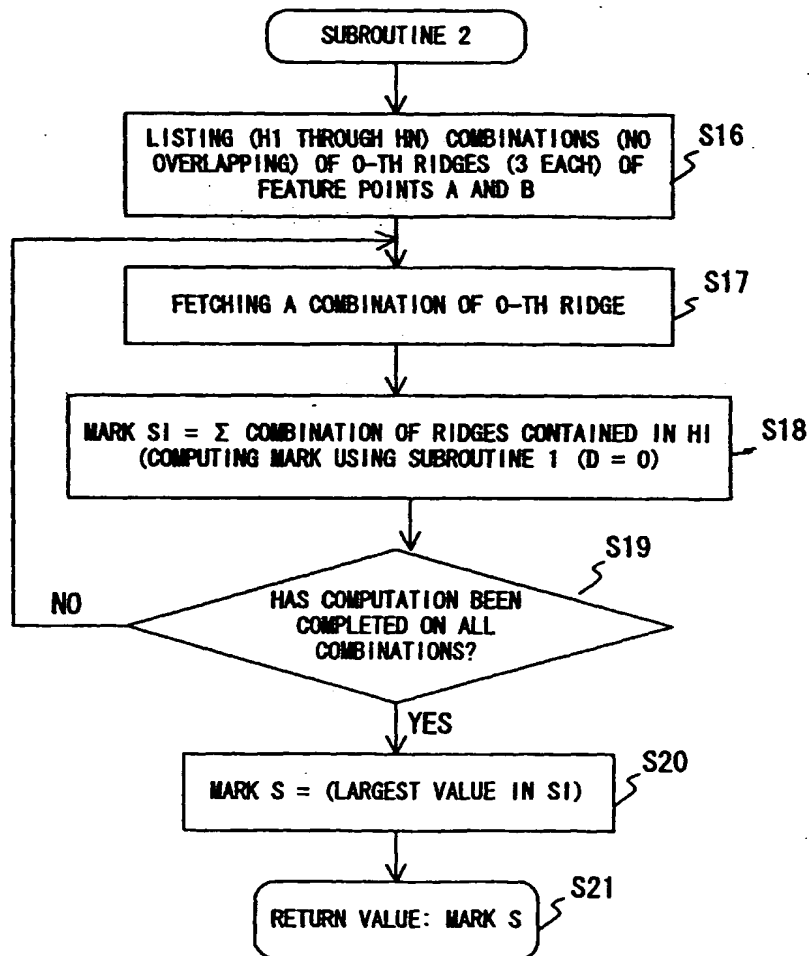 SUBROUTINE 2
LISTING (H1 THROUGH HN) COMBINATIONS (NO
OVERLAPPING) OF 0-TH RIDGES (3 EACH) OF
FEATURE POINTS A AND B
S16
FETCHING A COMBINATION OF 0-TH RIDGE
S17
MARK SI = Σ COMBINATION OF RIDGES CONTAINED IN HI
(COMPUTING MARK USING SUBROUTINE 1 (D = 0)
S18
S19
HAS COMPUTATION BEEN
COMPLETED ON ALL
COMBINATIONS?
NO
YES
MARK S = (LARGEST VALUE IN SI)
S20
RETURN VALUE: MARK S
S21